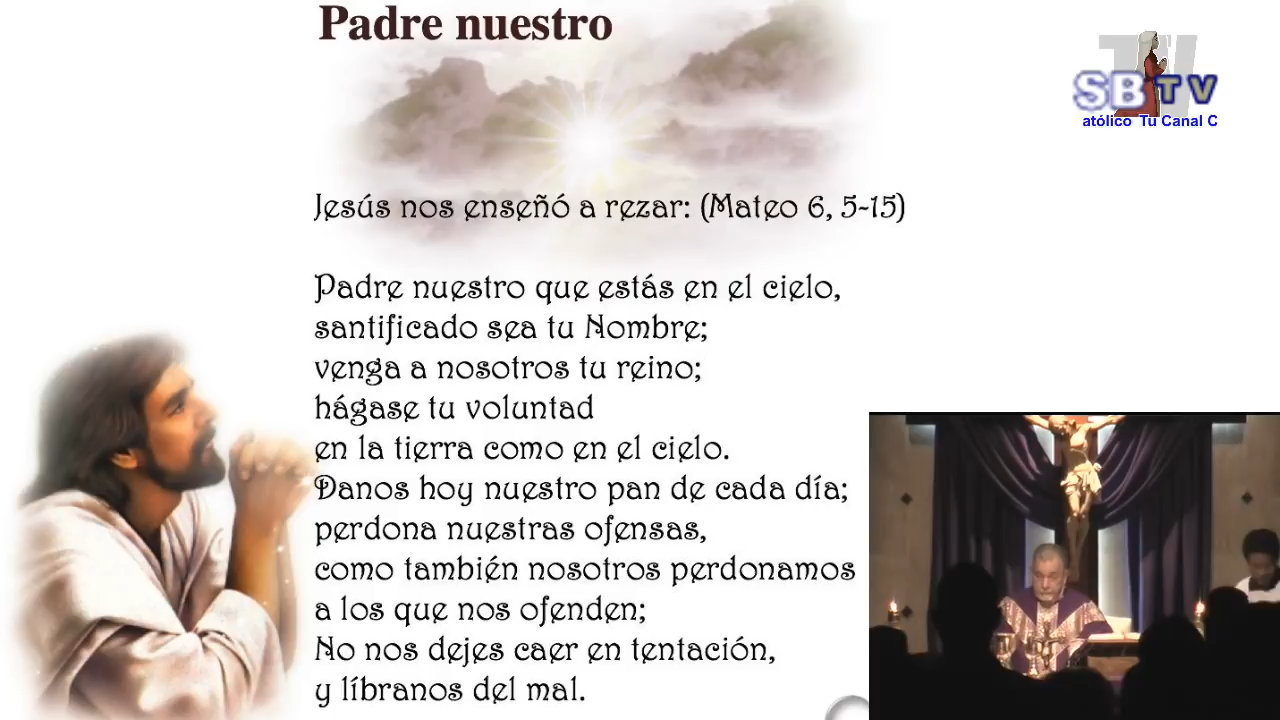 Padre nuestro
SBTV
atólico Tu Canal C
Jesús nos enseñó a rezar: (Mateo 6, 5-15)
Padre nuestro que estás en el cielo,
santificado sea tu Nombre;
venga a nosotros tu reino;
hágase tu voluntad
en la tierra como en el cielo.
Danos hoy nuestro pan de cada día;
perdona nuestras ofensas,
como también nosotros perdonamos
a los que nos ofenden;
No nos dejes caer en tentación,
y líbranos del mal.